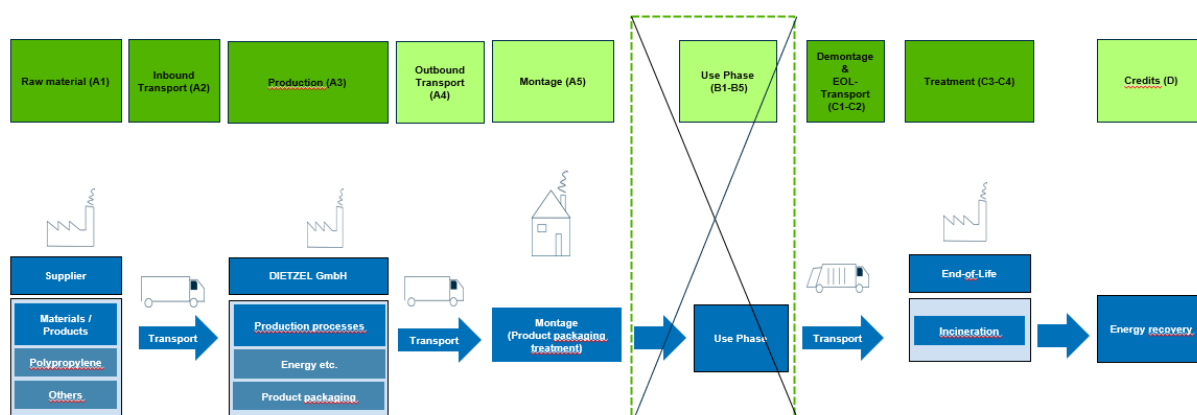 Raw material (A1)
Inbound
Transport (A2)
Production (A3)
Outbound
Transport
(A4)
Montage (A5)
Use Phase
(B1-B5)
Demontage
&
EOL-
Transport
(C1-C2)
Treatment (C3-C4)
Credits (D)
Supplier
Materials /
Products
Polypropylene
Others
Transport
DIETZEL GmbH
Production processes
Energy etc.
Product packaging
Transport
Montage
(Product packaging
treatment)
Use Phase
Transport
End-of-Life
Incineration
Energy recovery